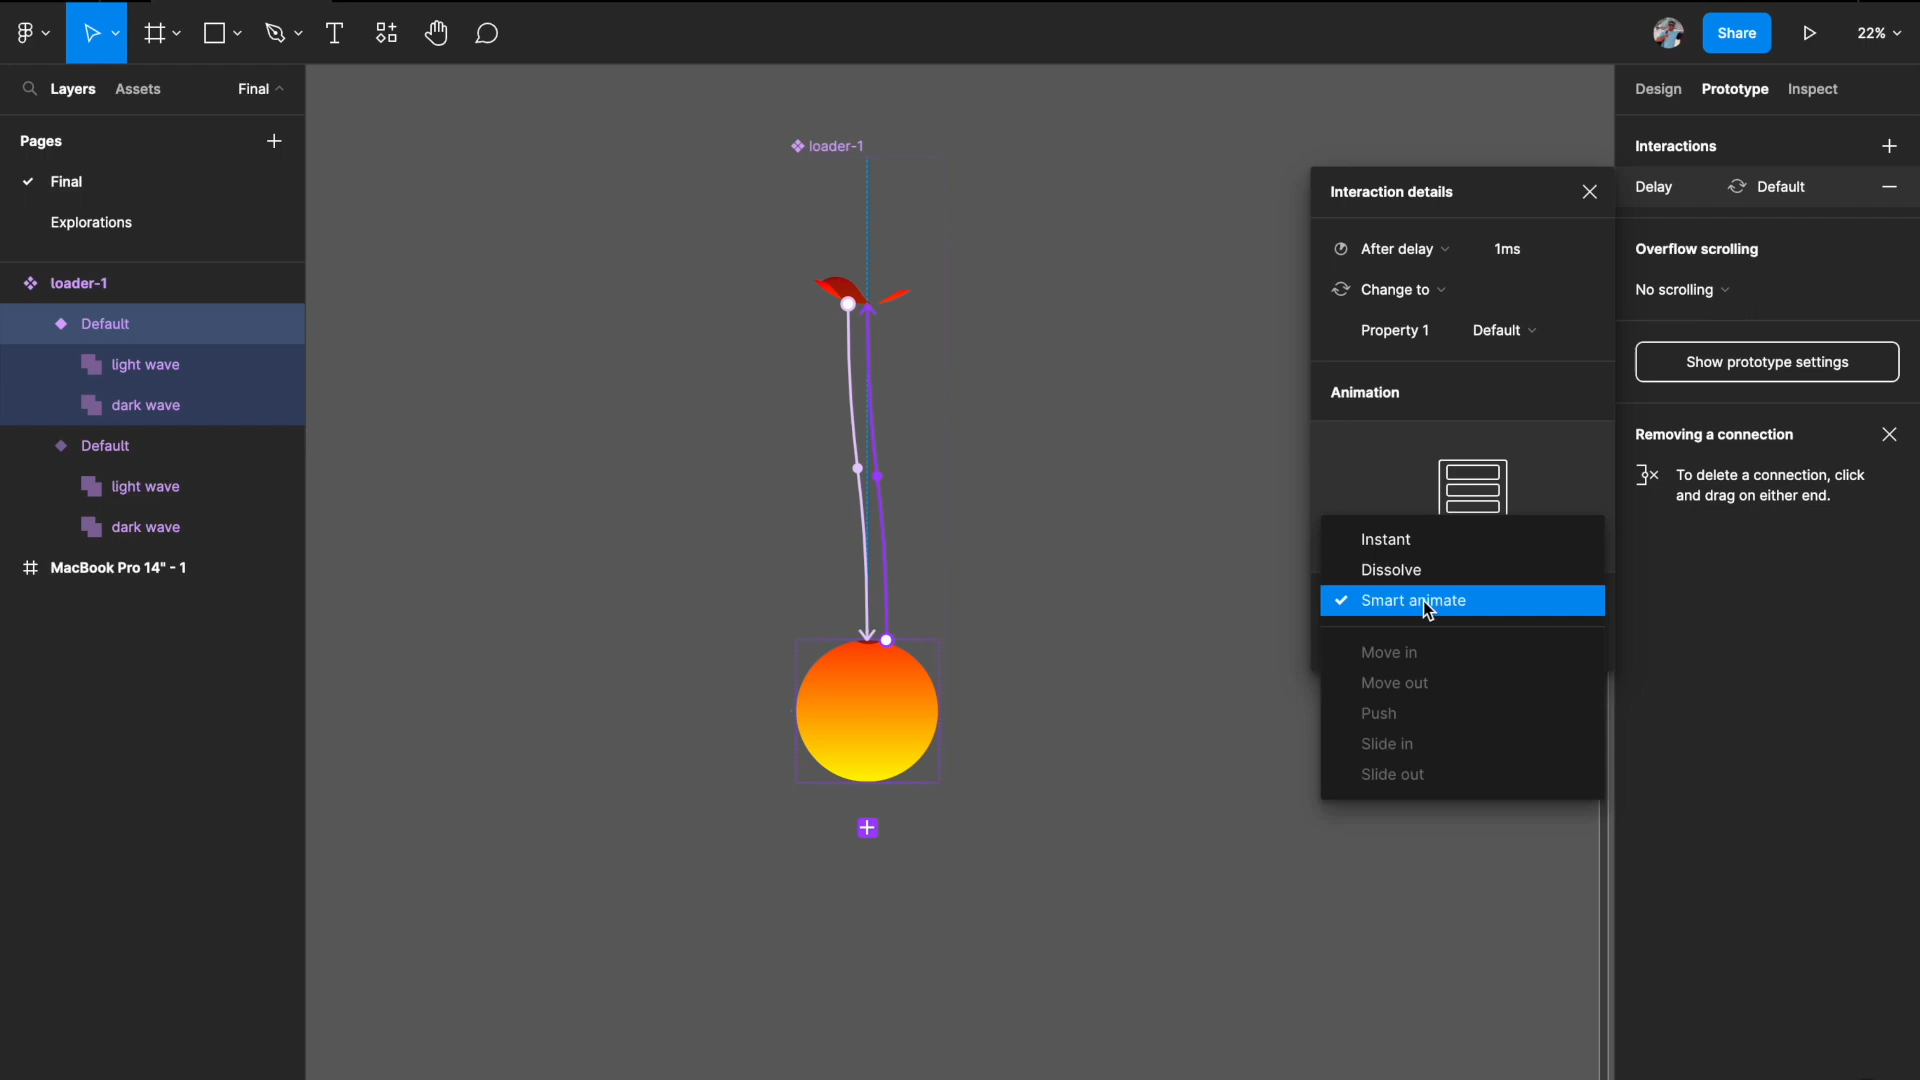 Share
22%
Layers
Assets
Final
Pages
Final
Explorations
loader-1
Default
light wave
dark wave
Default
light wave
dark wave
MacBook Pro 14" - 1
loader-1
Interaction details
After delay
1ms
Change to
Property 1
Default
Animation
Instant
Dissolve
Smart animate
Move in
Move out
Push
Slide in
Slide out
Design
Prototype
Inspect
Interactions
Delay
Default
Overflow scrolling
No scrolling
Show prototype settings
Removing a connection
To delete a connection, click
and drag on either end.